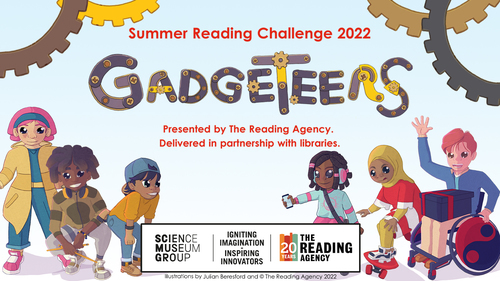 Summer Reading Challenge 2022
GADGETEERS
Presented by The Reading Agency.
Delivered in partnership with libraries.
SCIENCE
MUSEUM
GROUP
IGNITING
IMAGINATION
INSPIRING
INNOVATORS
20
YEARS
THE
READING
AGENCY
Illustrations by Julian Beresford and © The Reading Agency 2022